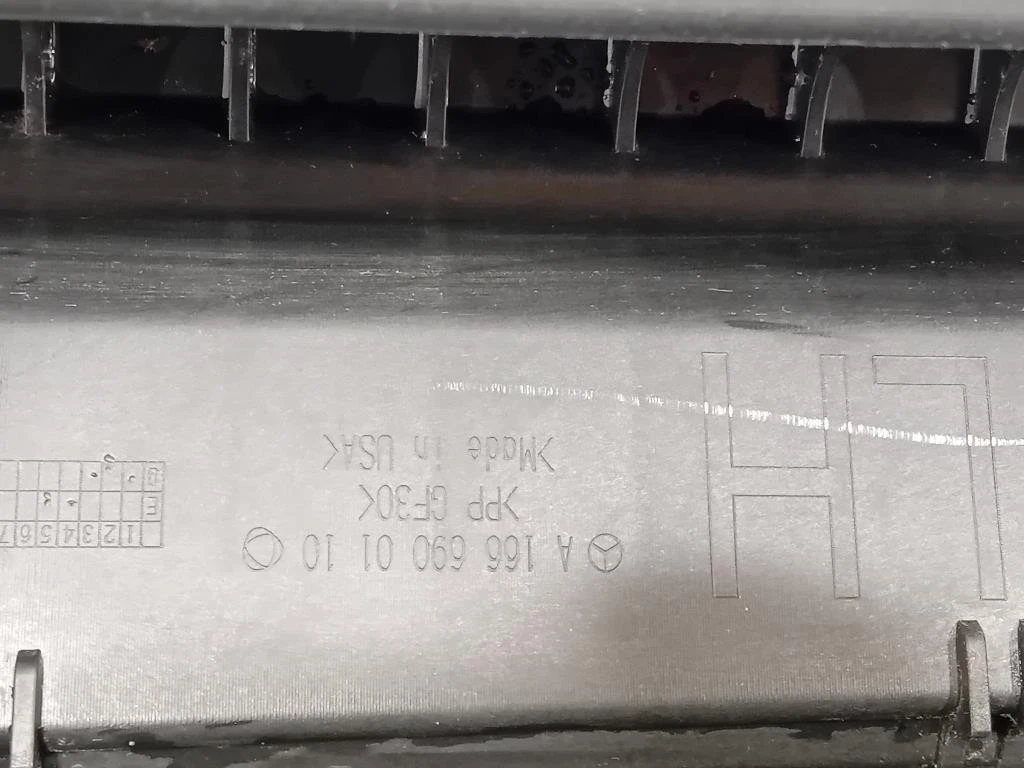 LH
A 166 690 01 10
>PP GF30<
>Made in USA<
1 2 3 4 5 6 7
E